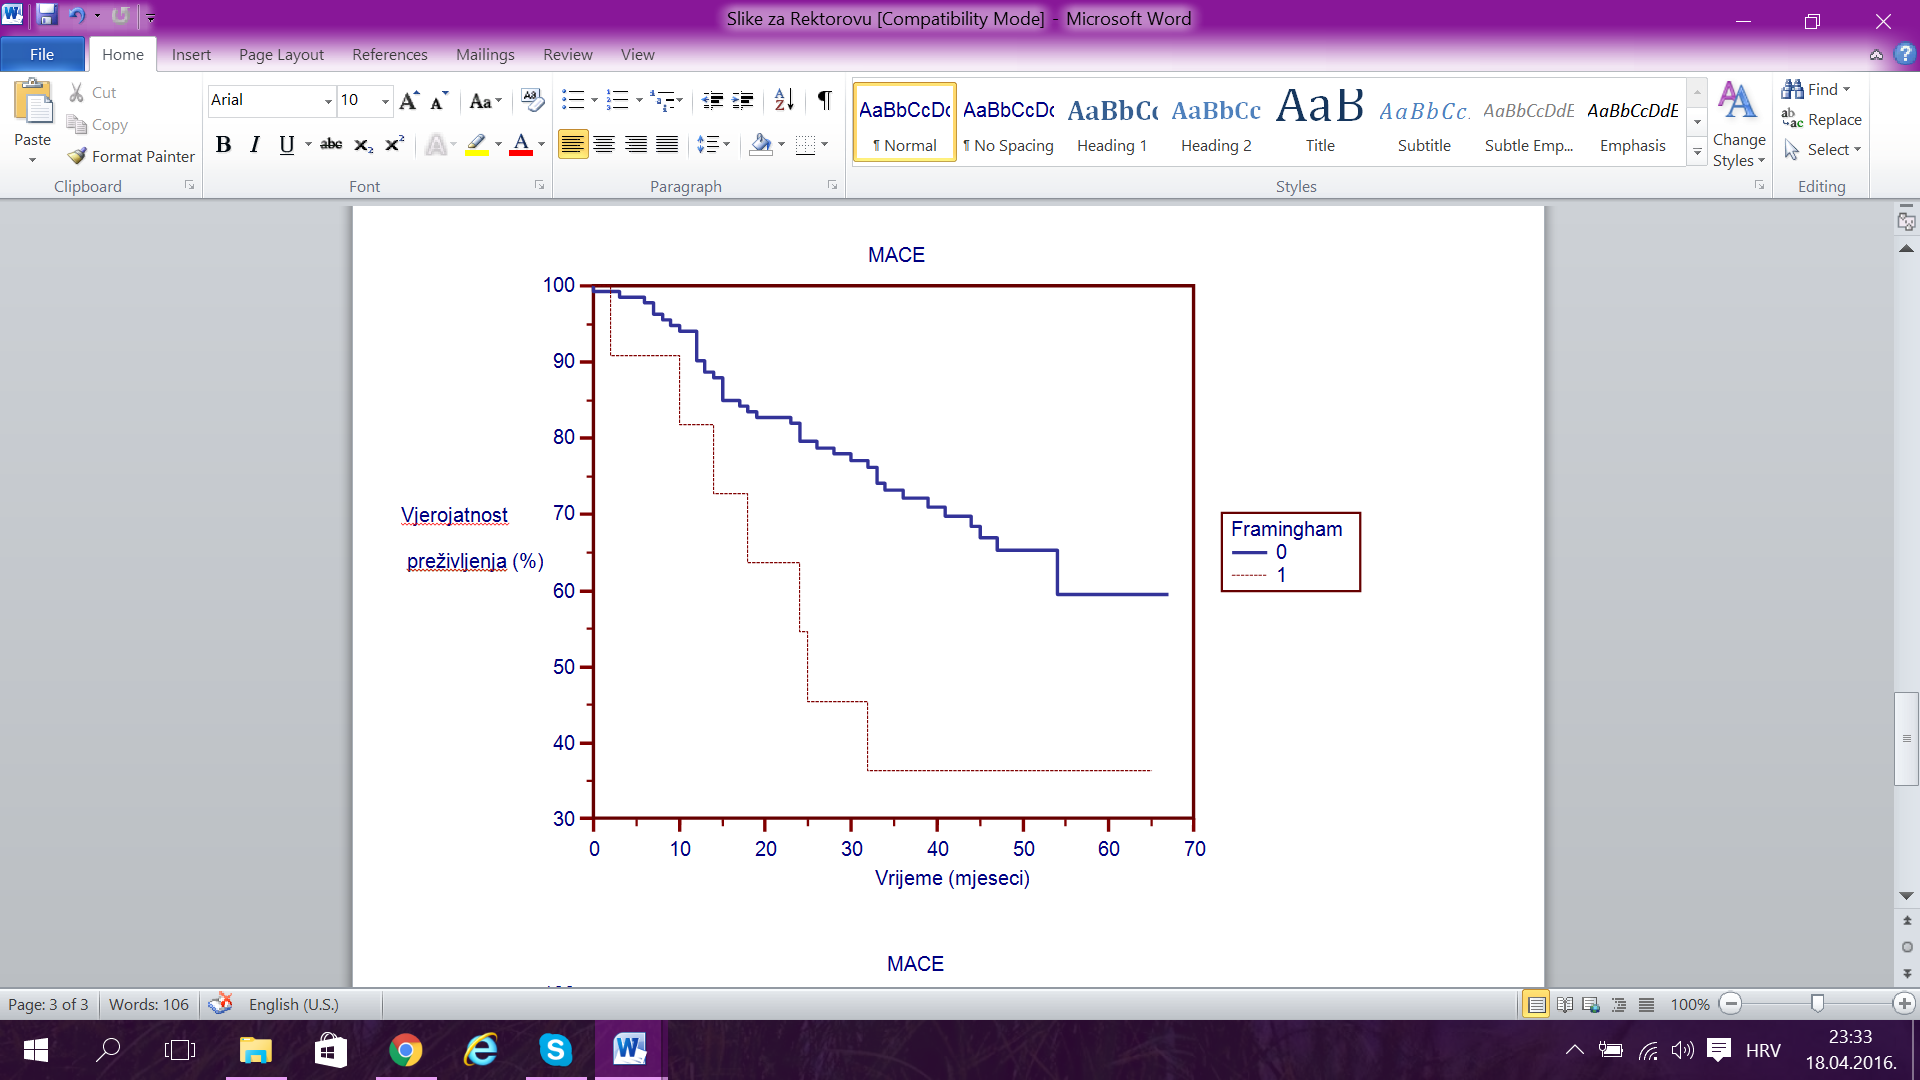 Slike za Rektorovu [Compatibility Mode] - Microsoft Word
File Home Insert Page Layout References Mailings Review View
Paste
Cut
Copy
Format Painter
Clipboard
Arial 10
Font
Paragraph
AaBbCcDc AaBbCcDc AaBbCc AaBbCc AaB AaBbCc. AaBbCcDdE AaBbCcDdE
¶ Normal ¶ No Spacing Heading 1 Heading 2 Title Subtitle Subtle Emp... Emphasis
Change
Styles
Styles
Find
Replace
Select
Editing
MACE
100
90
80
70
60
50
40
30
Vjerojatnost
preživljenja (%)
0 10 20 30 40 50 60 70
Vrijeme (mjeseci)
Framingham
0
1
MACE
Page: 3 of 3 Words: 106 English (U.S.) 100%
HRV
23:33
18.04.2016.